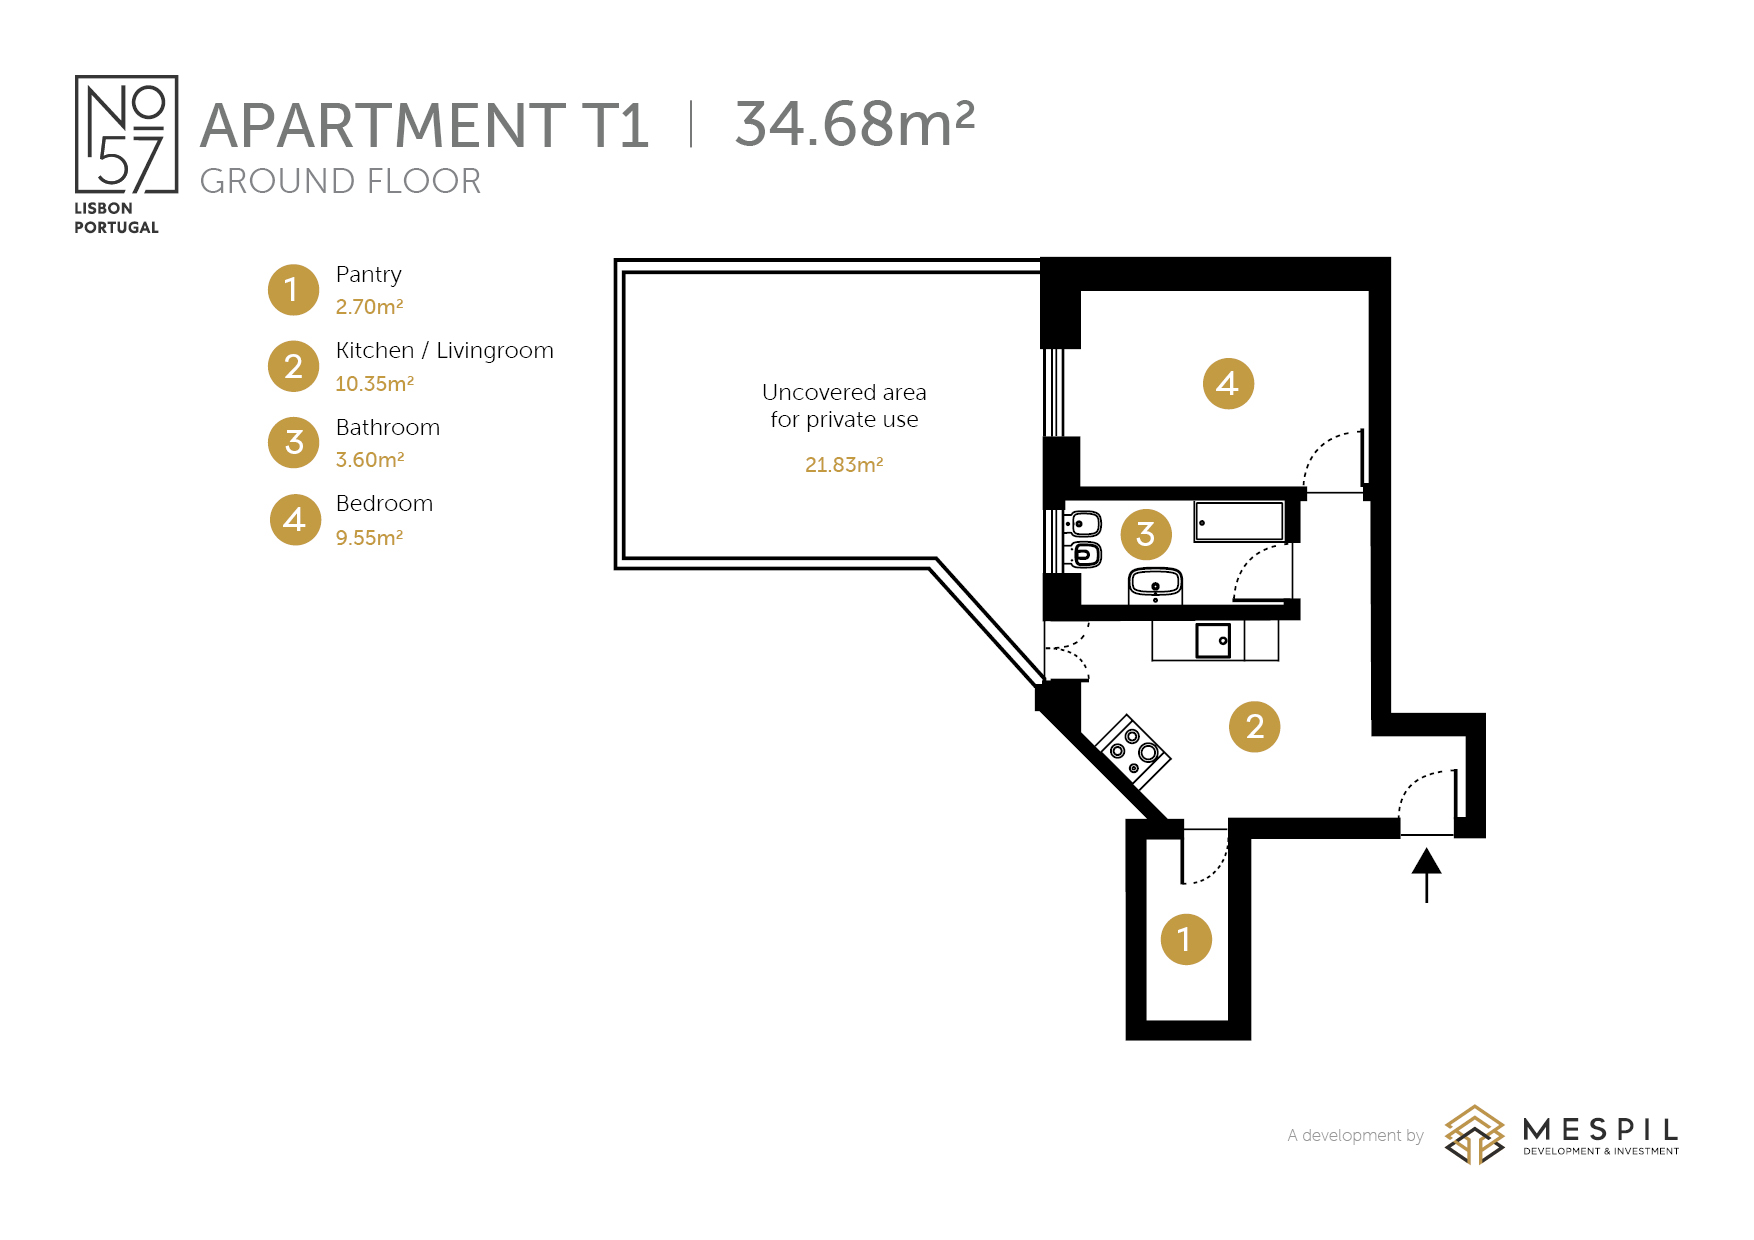 No
57
LISBON
PORTUGAL
APARTMENT T1 | 34.68m²
GROUND FLOOR
1
Pantry
2.70m²
2
Kitchen / Livingroom
10.35m²
3
Bathroom
3.60m²
4
Bedroom
9.55m²
Uncovered area
for private use
21.83m²
4
3
2
1
A development by
MESPIL
DEVELOPMENT & INVESTMENT